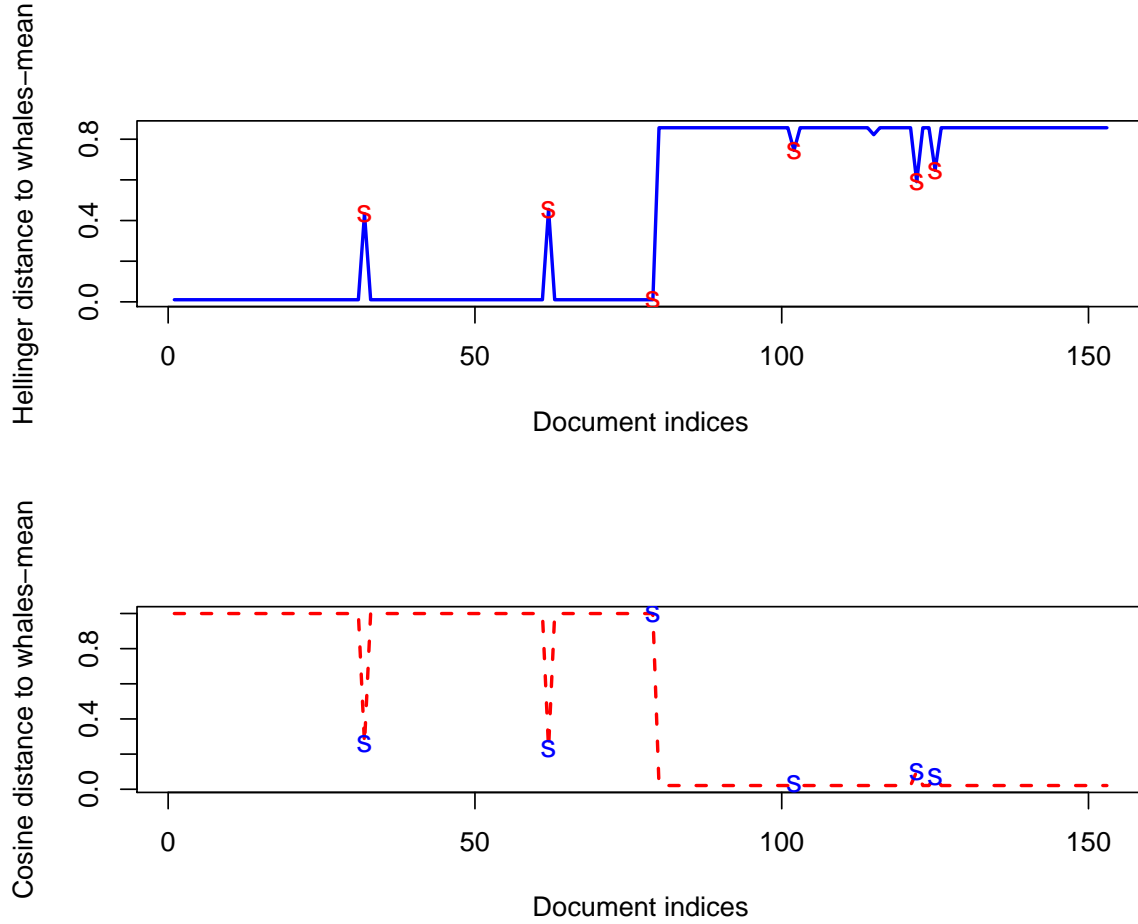 Hellinger distance to whales−mean
0.8
0.4
0.0
S
S
S
S
S
S
0
50
100
150
Document indices
Cosine distance to whales−mean
0.8
0.4
0.0
S
S
S
S
S
S
0
50
100
150
Document indices